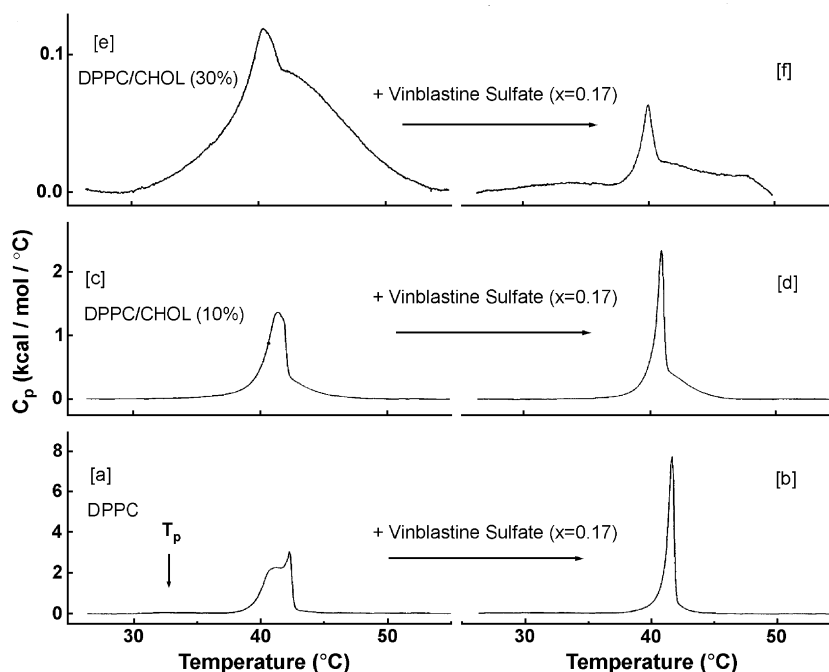 [e]
DPPC/CHOL (30%)
+ Vinblastine Sulfate (x=0.17)
[f]
0.1
0.0
[c]
DPPC/CHOL (10%)
+ Vinblastine Sulfate (x=0.17)
[d]
2
1
0
Cp (kcal / mol / °C)
[a]
DPPC
Tp
+ Vinblastine Sulfate (x=0.17)
[b]
8
6
4
2
0
30 40 50 30 40 50
Temperature (°C) Temperature (°C)